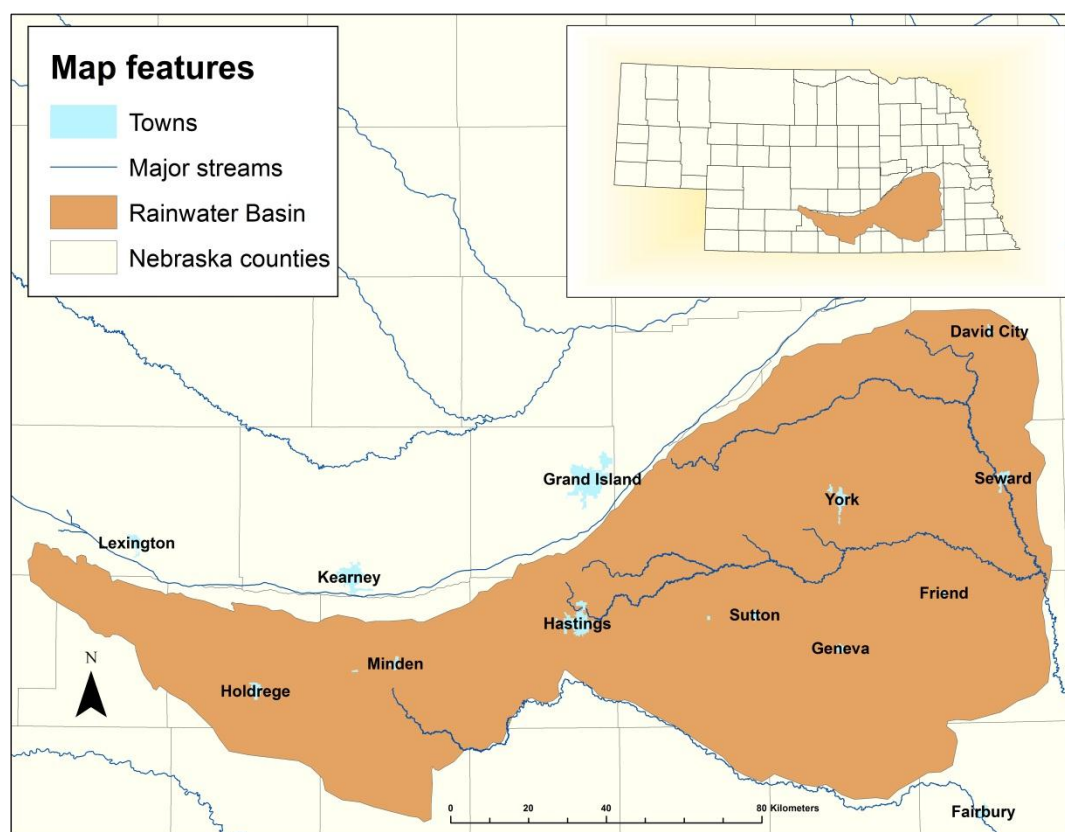 Map features
Towns
Major streams
Rainwater Basin
Nebraska counties
David City
Grand Island
Seward
York
Lexington
Kearney
Friend
Hastings
Sutton
Geneva
Minden
Holdrege
N
0 20 40 80 Kilometers
Fairbury